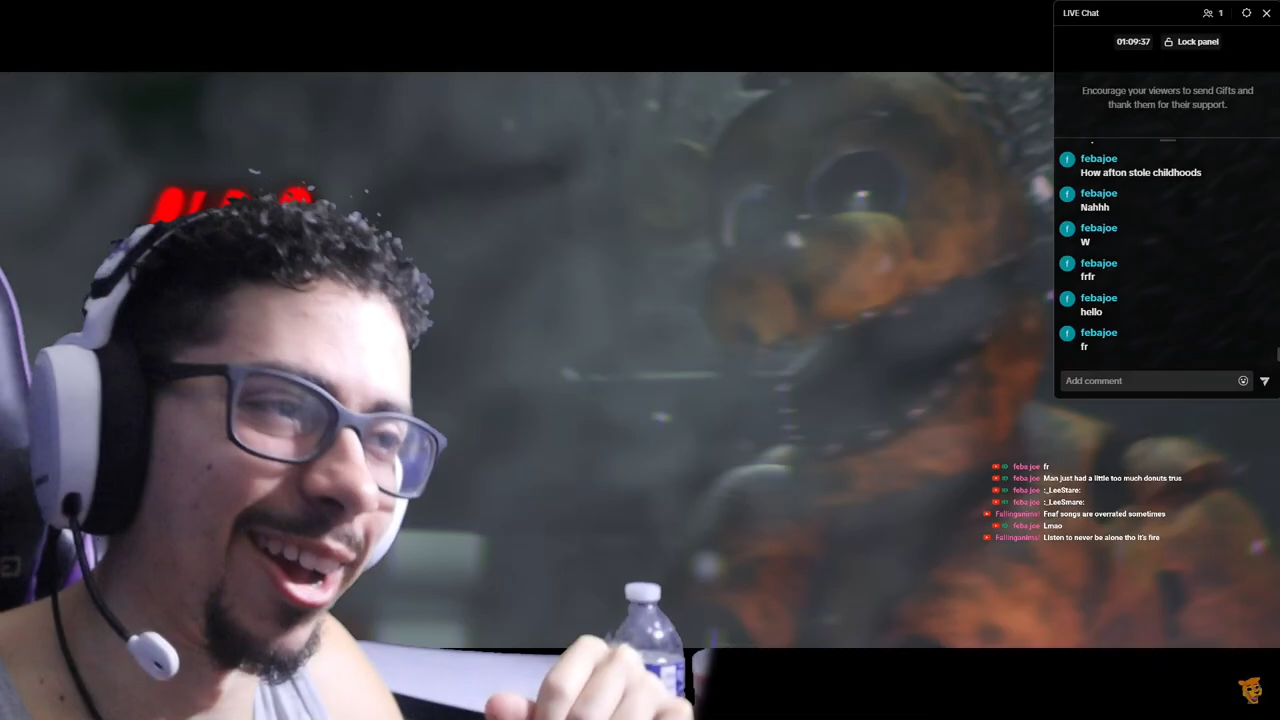 LIVE Chat
1
01:09:37
Lock panel
Encourage your viewers to send Gifts and
thank them for their support.
febajoe
How afton stole childhoods
febajoe
Nahhh
febajoe
W
febajoe
frfr
febajoe
hello
febajoe
fr
Add comment
feba joe fr
feba joe Man just had a little too much donuts trus
feba joe :_LeeStare:
feba joe :_LeeSmare:
Fallinganims! Fnaf songs are overrated sometimes
feba joe Lmao
Fallinganims! Listen to never be alone tho it's fire